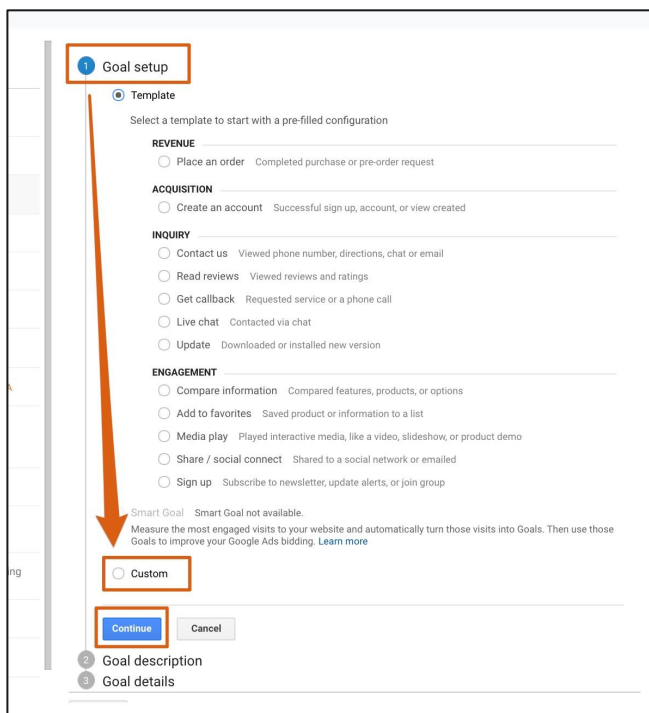 1 Goal setup
Template
Select a template to start with a pre-filled configuration
REVENUE
Place an order Completed purchase or pre-order request
ACQUISITION
Create an account Successful sign up, account, or view created
INQUIRY
Contact us Viewed phone number, directions, chat or email
Read reviews Viewed reviews and ratings
Get callback Requested service or a phone call
Live chat Contacted via chat
Update Downloaded or installed new version
ENGAGEMENT
Compare information Compared features, products, or options
Add to favorites Saved product or information to a list
Media play Played interactive media, like a video, slideshow, or product demo
Share / social connect Shared to a social network or emailed
Sign up Subscribe to newsletter, update alerts, or join group
Smart Goal Smart Goal not available.
Measure the most engaged visits to your website and automatically turn those visits into Goals. Then use those
Goals to improve your Google Ads bidding. Learn more
Custom
Continue Cancel
2 Goal description
3 Goal details